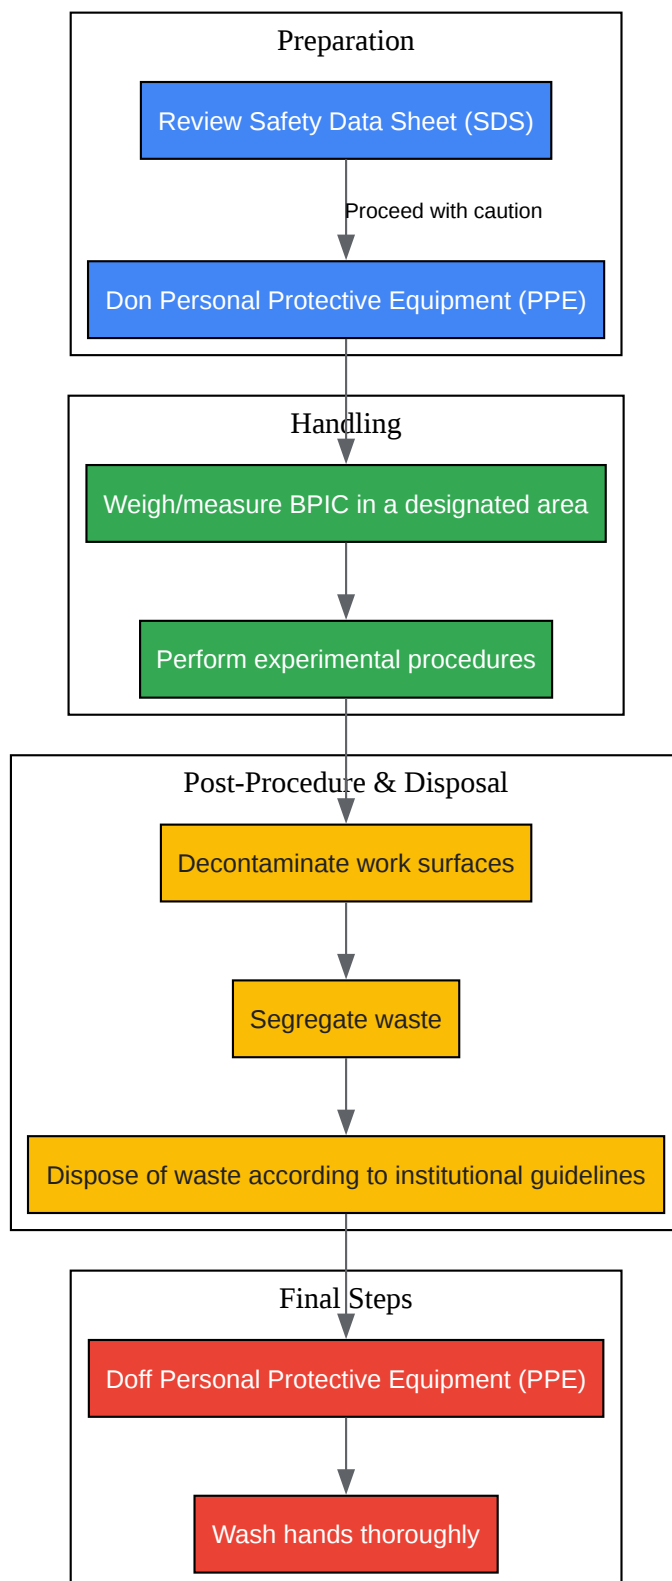 Preparation
Review Safety Data Sheet (SDS)
Proceed with caution
Don Personal Protective Equipment (PPE)
Handling
Weigh/measure BPIC in a designated area
Perform experimental procedures
Post-Procedure & Disposal
Decontaminate work surfaces
Segregate waste
Dispose of waste according to institutional guidelines
Final Steps
Doff Personal Protective Equipment (PPE)
Wash hands thoroughly